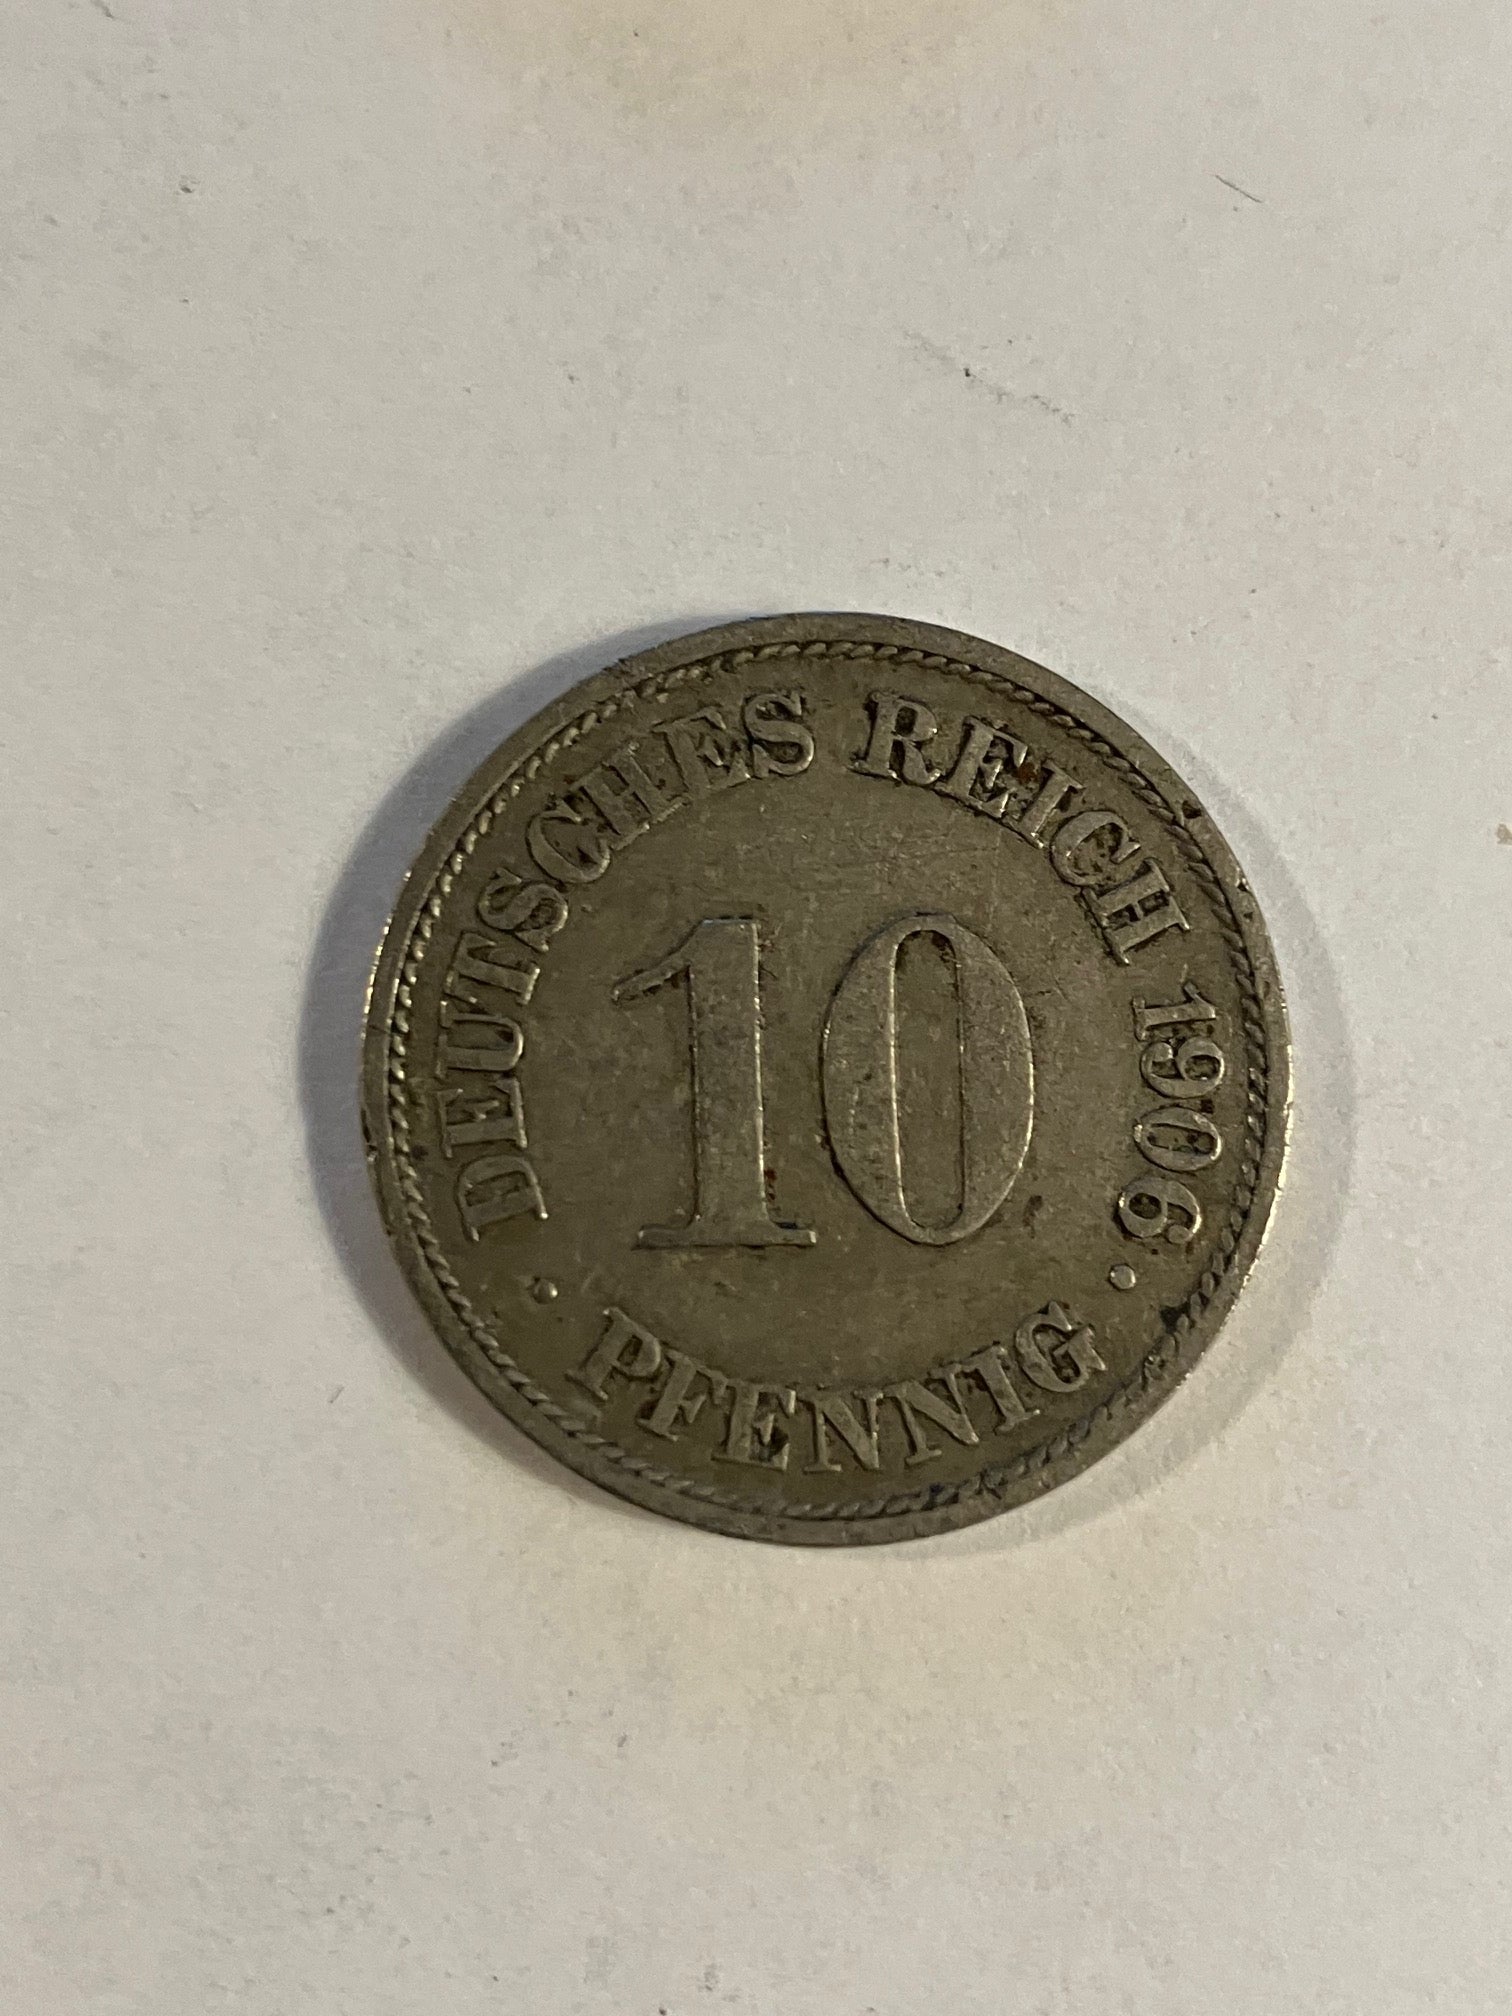 DEUTSCHES REICH 1906
10
· PFENNIG ·